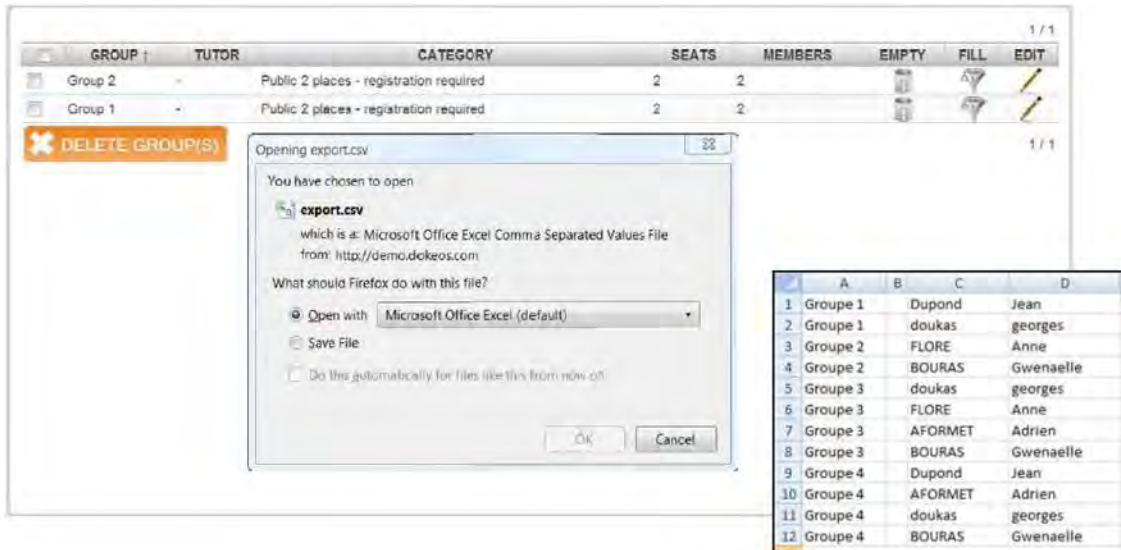 1 / 1
GROUP ↑ TUTOR CATEGORY SEATS MEMBERS EMPTY FILL EDIT
Group 2 - Public 2 places - registration required 2 2
Group 1 - Public 2 places - registration required 2 2
DELETE GROUP(S)
1 / 1
Opening export.csv
You have chosen to open
export.csv
which is a: Microsoft Office Excel Comma Separated Values File
from: http://demo.dokeos.com
What should Firefox do with this file?
Open with Microsoft Office Excel (default)
Save File
Do this automatically for files like this from now on.
OK Cancel
A B C D
1 Groupe 1 Dupond Jean
2 Groupe 1 doukas georges
3 Groupe 2 FLORE Anne
4 Groupe 2 BOURAS Gwenaelle
5 Groupe 3 doukas georges
6 Groupe 3 FLORE Anne
7 Groupe 3 AFORMET Adrien
8 Groupe 3 BOURAS Gwenaelle
9 Groupe 4 Dupond Jean
10 Groupe 4 AFORMET Adrien
11 Groupe 4 doukas georges
12 Groupe 4 BOURAS Gwenaelle